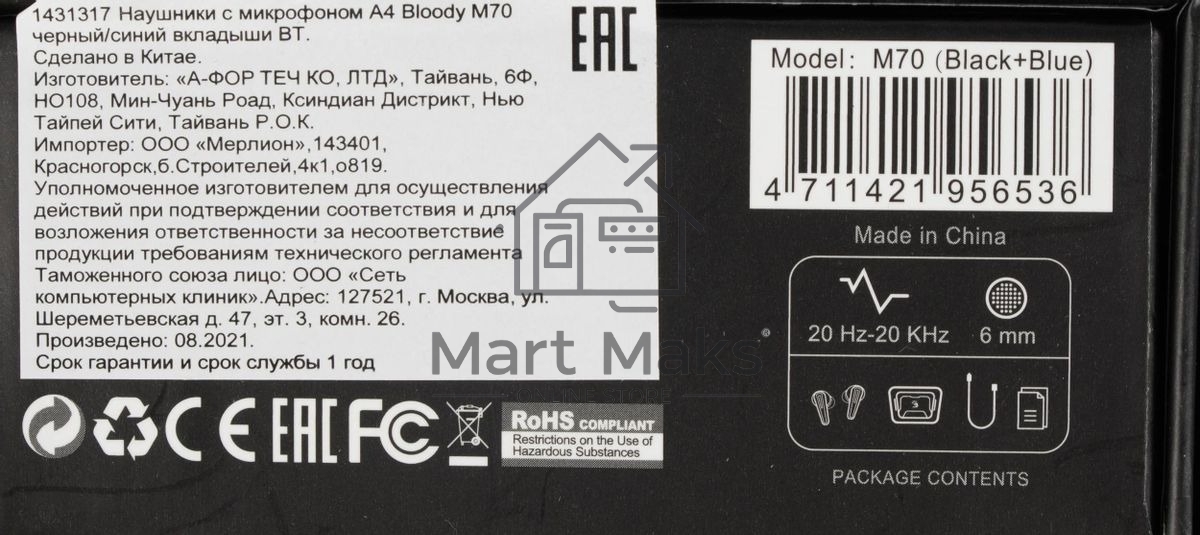 1431317 Наушники с микрофоном A4 Bloody M70
черный/синий вкладыши BT.
Сделано в Китае.
Изготовитель: «А-ФОР ТЕЧ КО, ЛТД», Тайвань, 6Ф,
НО108, Мин-Чуань Роад, Ксиндиан Дистрикт, Нью
Тайпей Сити, Тайвань Р.О.К.
Импортер: ООО «Мерлион»,143401,
Красногорск,б.Строителей,4к1,о819.
Уполномоченное изготовителем для осуществления
действий при подтверждении соответствия и для
возложения ответственности за несоответствие
продукции требованиям технического регламента
Таможенного союза лицо: ООО «Сеть
компьютерных клиник».Адрес: 127521, г. Москва, ул.
Шереметьевская д. 47, эт. 3, комн. 26.
Произведено: 08.2021.
Срок гарантии и срок службы 1 год
EAC
Model: M70 (Black+Blue)
4 711421 956536
Made in China
20 Hz-20 KHz 6 mm
PACKAGE CONTENTS
Mart Maks
CE EAC FC
RoHS COMPLIANT
Restrictions on the Use of
Hazardous Substances